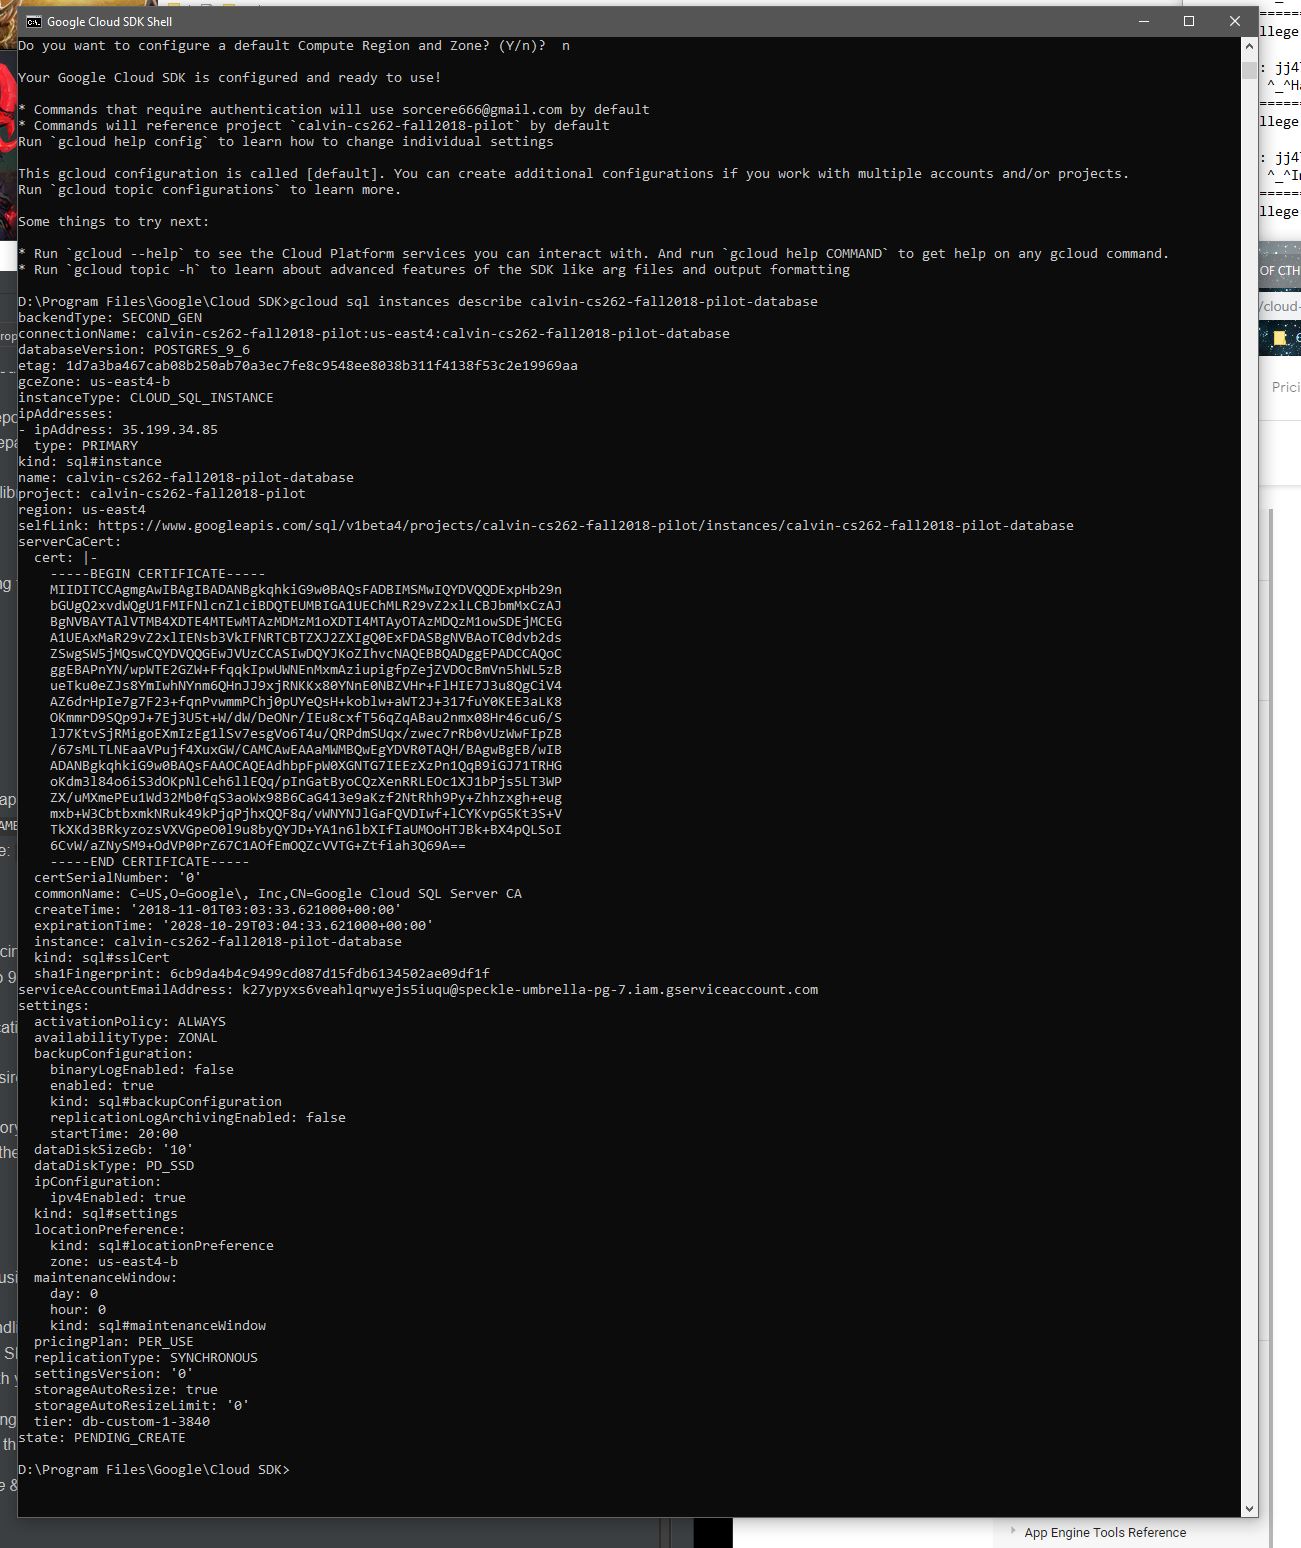 Google Cloud SDK Shell
Do you want to configure a default Compute Region and Zone? (Y/n)?  n
Your Google Cloud SDK is configured and ready to use!
* Commands that require authentication will use sorcere666@gmail.com by default
* Commands will reference project `calvin-cs262-fall2018-pilot` by default
Run `gcloud help config` to learn how to change individual settings
This gcloud configuration is called [default]. You can create additional configurations if you work with multiple accounts and/or projects.
Run `gcloud topic configurations` to learn more.
Some things to try next:
* Run `gcloud --help` to see the Cloud Platform services you can interact with. And run `gcloud help COMMAND` to get help on any gcloud command.
* Run `gcloud topic -h` to learn about advanced features of the SDK like arg files and output formatting
D:\Program Files\Google\Cloud SDK>gcloud sql instances describe calvin-cs262-fall2018-pilot-database
backendType: SECOND_GEN
connectionName: calvin-cs262-fall2018-pilot:us-east4:calvin-cs262-fall2018-pilot-database
databaseVersion: POSTGRES_9_6
etag: 1d7a3ba467cab08b250ab70a3ec7fe8c9548ee8038b311f4138f53c2e19969aa
gceZone: us-east4-b
instanceType: CLOUD_SQL_INSTANCE
ipAddresses:
- ipAddress: 35.199.34.85
  type: PRIMARY
kind: sql#instance
name: calvin-cs262-fall2018-pilot-database
project: calvin-cs262-fall2018-pilot
region: us-east4
selfLink: https://www.googleapis.com/sql/v1beta4/projects/calvin-cs262-fall2018-pilot/instances/calvin-cs262-fall2018-pilot-database
serverCaCert:
  cert: |-
    -----BEGIN CERTIFICATE-----
    MIIDITCCAgmgAwIBAgIBADANBgkqhkiG9w0BAQsFADBIMSMwIQYDVQQDExpHb29n
    bGUgQ2xvdWQgU1FMIFNlcnZlciBDQTEUMBIGA1UEChMLR29vZ2xlLCBJbmMxCzAJ
    BgNVBAYTAlVTMB4XDTE4MTEwMTAzMDMzM1oXDTI4MTAyOTAzMDQzM1owSDEjMCEG
    A1UEAxMaR29vZ2xlIENsb3VkIFNRTCBTZXJ2ZXIgQ0ExFDASBgNVBAoTC0dvb2ds
    ZSwgSW5jMQswCQYDVQQGEwJVUzCCASIwDQYJKoZIhvcNAQEBBQADggEPADCCAQoC
    ggEBAPnYN/wpWTE2GZW+FfqqkIpwUWNEnMxmAziupigfpZejZVDOcBmVn5hWL5zB
    ueTku0eZJs8YmIwhNYnm6QHnJJ9xjRNKKx80YNnE0NBZVHr+FlHIE7J3u8QgCiV4
    AZ6drHpIe7g7F23+fqnPvwmmPChj0pUYeQsH+koblw+aWT2J+317fuY0KEE3aLK8
    OKmmrD9SQp9J+7Ej3U5t+W/dW/DeONr/IEu8cxfT56qZqABau2nmx08Hr46cu6/S
    lJ7KtvSjRMigoEXmIzEg1lSv7esgVo6T4u/QRPdmSUqx/zwec7rRb0vUzWwFIpZB
    /67sMLTLNEaaVPujf4XuxGW/CAMCAwEAAaMWMBQwEgYDVR0TAQH/BAgwBgEB/wIB
    ADANBgkqhkiG9w0BAQsFAAOCAQEAdhbpFpW0XGNTG7IEEzXzPn1QqB9iGJ71TRHG
    oKdm3l84o6iS3dOKpNlCeh6llEQq/pInGatByoCQzXenRRLEOc1XJ1bPjs5LT3WP
    ZX/uMXmePEu1Wd32Mb0fqS3aoWx98B6CaG413e9aKzf2NtRhh9Py+Zhhzxgh+eug
    mxb+W3CbtbxmkNRuk49kPjqPjhxQQF8q/vWNYNJlGaFQVDIwf+lCYKvpG5Kt3S+V
    TkXKd3BRkyzozsVXVGpeO0l9u8byQYJD+YA1n6lbXIfIaUMOoHTJBk+BX4pQLSoI
    6CvW/aZNySM9+OdVP0PrZ67C1AOfEmOQZcVVTG+Ztfiah3Q69A==
    -----END CERTIFICATE-----
  certSerialNumber: '0'
  commonName: C=US,O=Google\, Inc,CN=Google Cloud SQL Server CA
  createTime: '2018-11-01T03:03:33.621000+00:00'
  expirationTime: '2028-10-29T03:04:33.621000+00:00'
  instance: calvin-cs262-fall2018-pilot-database
  kind: sql#sslCert
  sha1Fingerprint: 6cb9da4b4c9499cd087d15fdb6134502ae09df1f
serviceAccountEmailAddress: k27ypyxs6veahlqrwyejs5iuqu@speckle-umbrella-pg-7.iam.gserviceaccount.com
settings:
  activationPolicy: ALWAYS
  availabilityType: ZONAL
  backupConfiguration:
    binaryLogEnabled: false
    enabled: true
    kind: sql#backupConfiguration
    replicationLogArchivingEnabled: false
    startTime: 20:00
  dataDiskSizeGb: '10'
  dataDiskType: PD_SSD
  ipConfiguration:
    ipv4Enabled: true
  kind: sql#settings
  locationPreference:
    kind: sql#locationPreference
    zone: us-east4-b
  maintenanceWindow:
    day: 0
    hour: 0
    kind: sql#maintenanceWindow
  pricingPlan: PER_USE
  replicationType: SYNCHRONOUS
  settingsVersion: '0'
  storageAutoResize: true
  storageAutoResizeLimit: '0'
  tier: db-custom-1-3840
state: PENDING_CREATE
D:\Program Files\Google\Cloud SDK>
App Engine Tools Reference